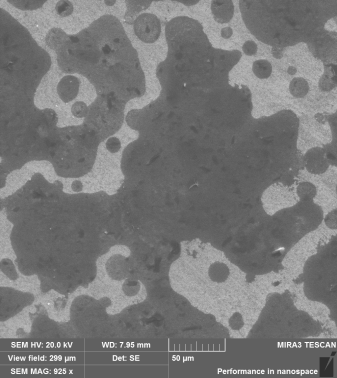 SEM HV: 20.0 kV WD: 7.95 mm MIRA3 TESCAN
View field: 299 µm Det: SE 50 µm
SEM MAG: 925 x Performance in nanospace